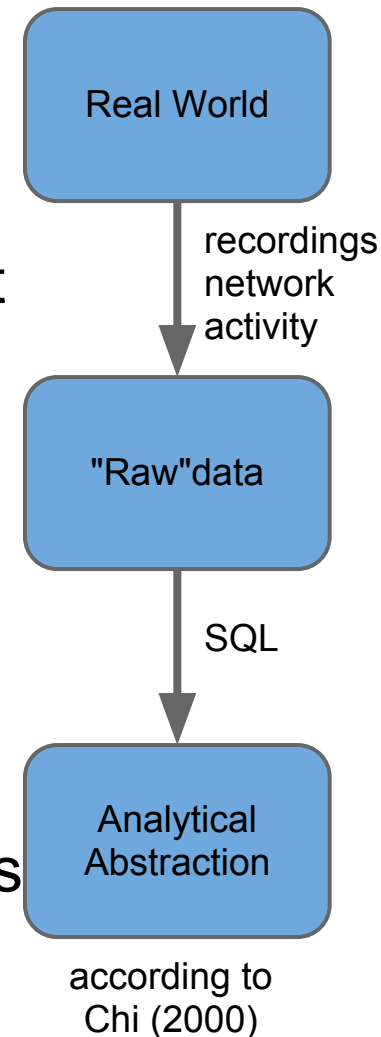 Real World
recordings
network
activity
t
"Raw"data
SQL
Analytical
Abstraction
s
according to
Chi (2000)